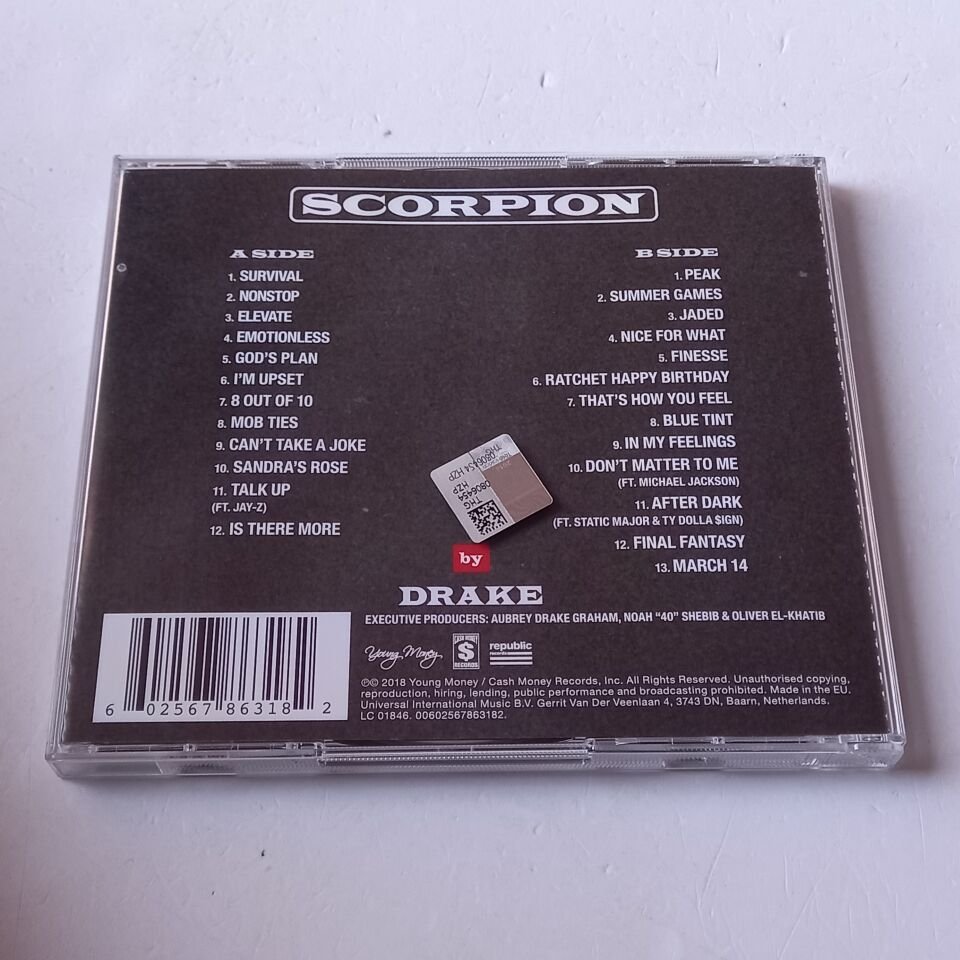 SCORPION
A SIDE
1. SURVIVAL
2. NONSTOP
3. ELEVATE
4. EMOTIONLESS
5. GOD'S PLAN
6. I'M UPSET
7. 8 OUT OF 10
8. MOB TIES
9. CAN'T TAKE A JOKE
10. SANDRA'S ROSE
11. TALK UP
(FT. JAY-Z)
12. IS THERE MORE
B SIDE
1. PEAK
2. SUMMER GAMES
3. JADED
4. NICE FOR WHAT
5. FINESSE
6. RATCHET HAPPY BIRTHDAY
7. THAT'S HOW YOU FEEL
8. BLUE TINT
9. IN MY FEELINGS
10. DON'T MATTER TO ME
(FT. MICHAEL JACKSON)
11. AFTER DARK
(FT. STATIC MAJOR & TY DOLLA $IGN)
12. FINAL FANTASY
13. MARCH 14
THG
0806454
HZP
THG
0806454 HZP
by
DRAKE
EXECUTIVE PRODUCERS: AUBREY DRAKE GRAHAM, NOAH "40" SHEBIB & OLIVER EL-KHATIB
Young Money
CASH MONEY
$
RECORDS
republic
records
℗© 2018 Young Money / Cash Money Records, Inc. All Rights Reserved. Unauthorised copying,
reproduction, hiring, lending, public performance and broadcasting prohibited. Made in the EU.
Universal International Music B.V. Gerrit Van Der Veenlaan 4, 3743 DN, Baarn, Netherlands.
LC 01846. 00602567863182.
6 02567 86318 2